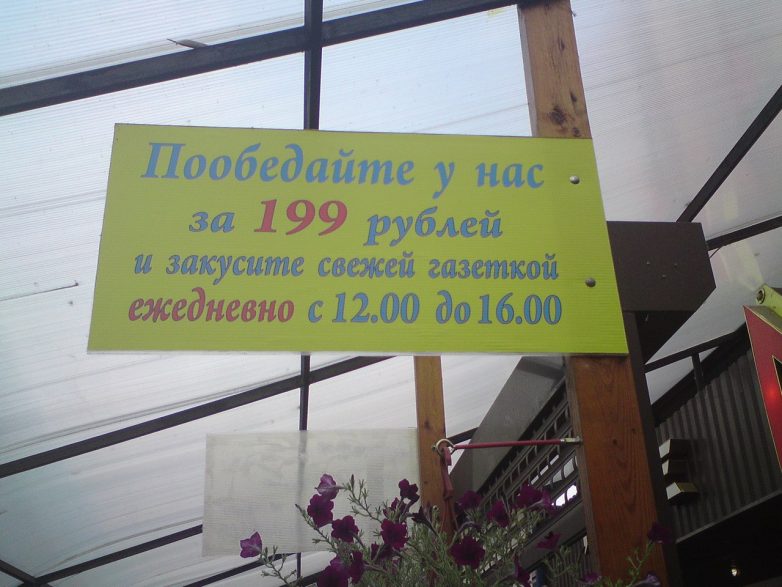 Пообедайте у нас
за 199 рублей
и закусите свежей газеткой
ежедневно с 12.00 до 16.00